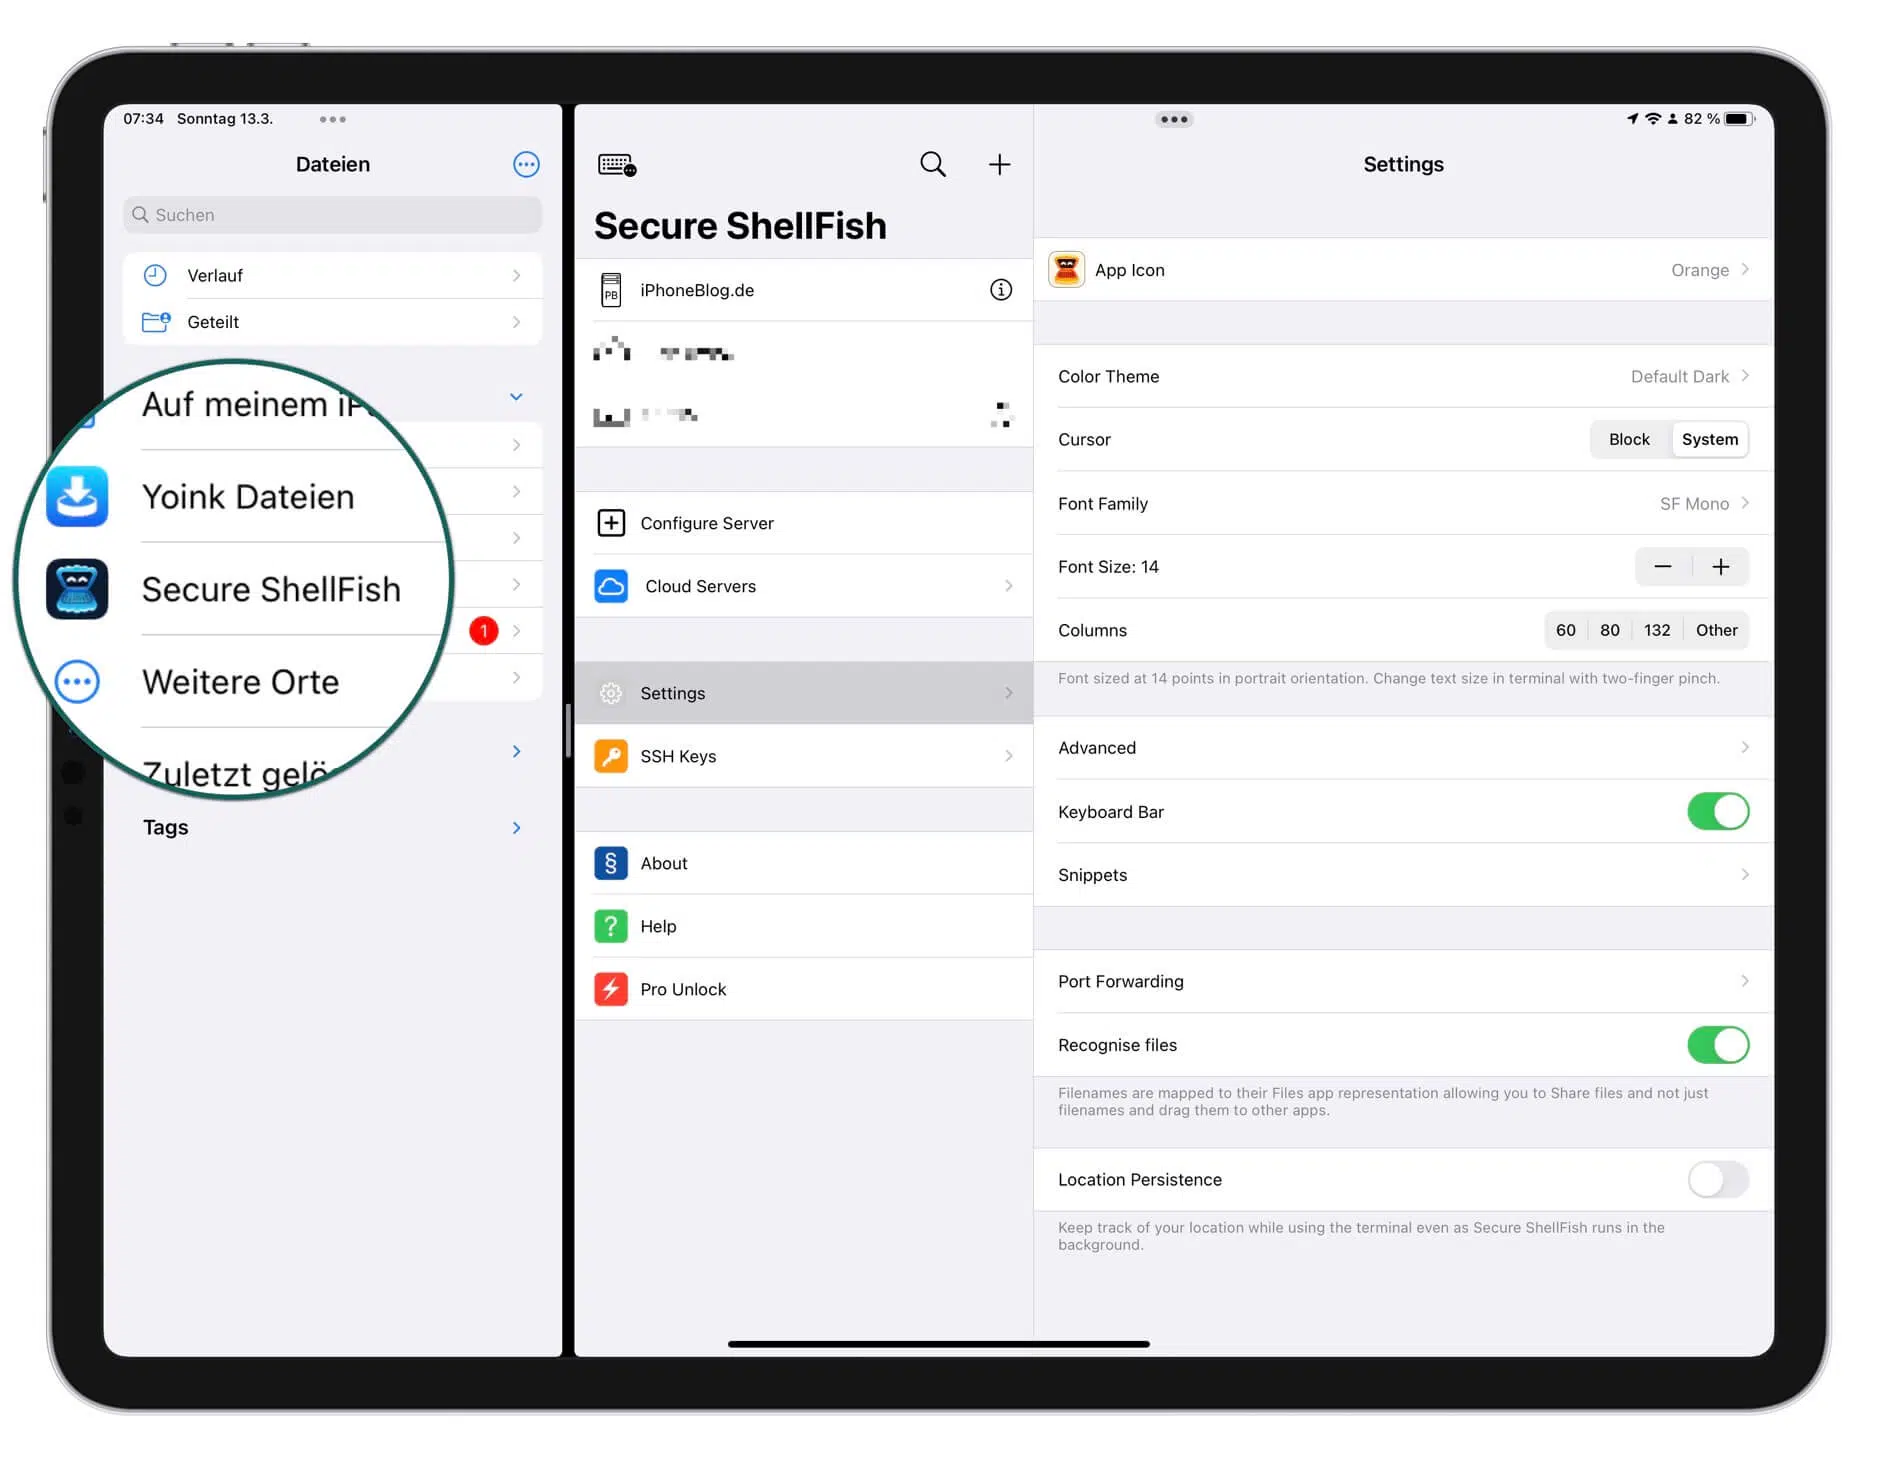 07:34 Sonntag 13.3.
82 %
Dateien
Suchen
Verlauf
Geteilt
Auf meinem
Yoink Dateien
Secure ShellFish
Weitere Orte
1
Zuletzt
Tags
Secure ShellFish
PB iPhoneBlog.de
Configure Server
Cloud Servers
Settings
SSH Keys
§ About
? Help
Pro Unlock
Settings
App Icon Orange
Color Theme Default Dark
Cursor Block System
Font Family SF Mono
Font Size: 14 − +
Columns 60 80 132 Other
Font sized at 14 points in portrait orientation. Change text size in terminal with two-finger pinch.
Advanced
Keyboard Bar
Snippets
Port Forwarding
Recognise files
Filenames are mapped to their Files app representation allowing you to Share files and not just
filenames and drag them to other apps.
Location Persistence
Keep track of your location while using the terminal even as Secure ShellFish runs in the
background.